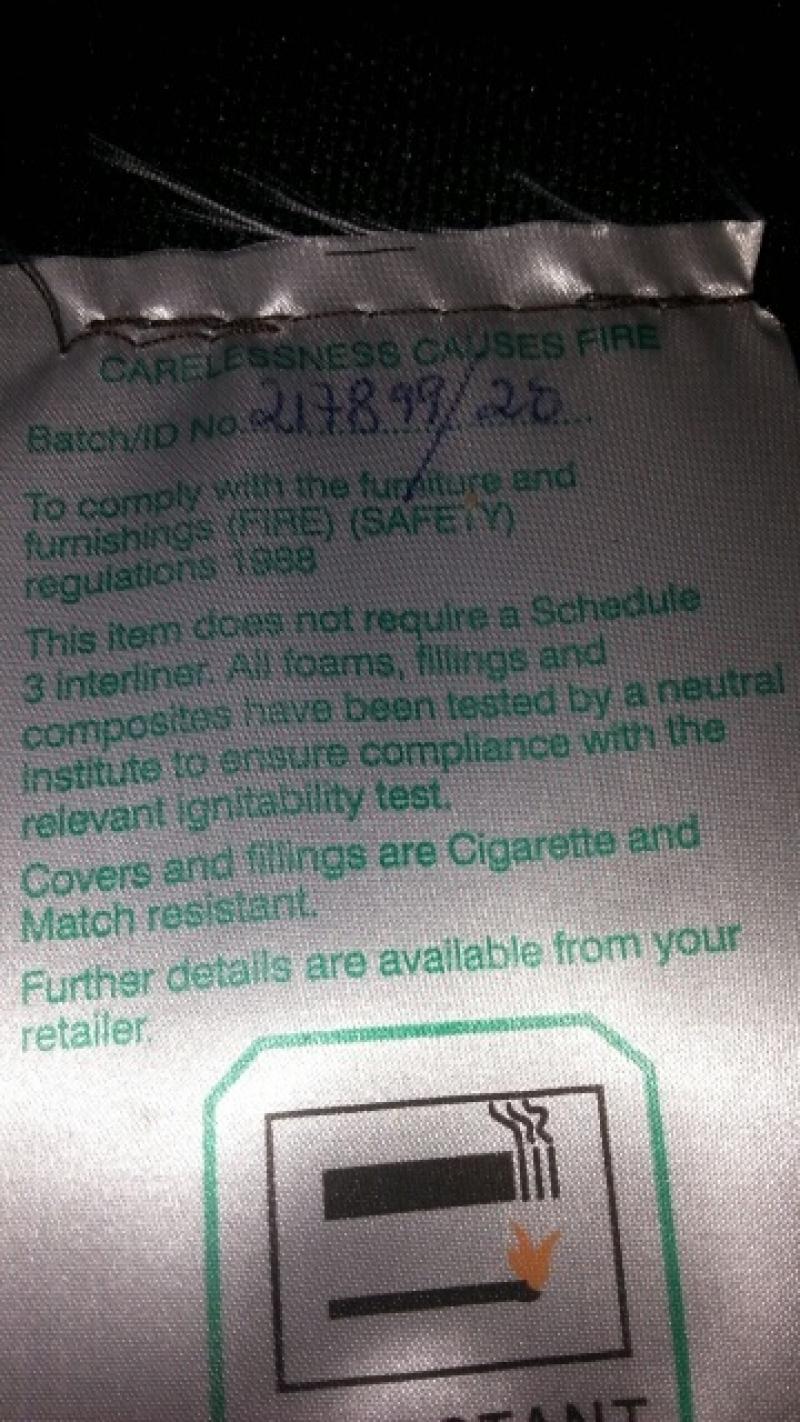 CARELESSNESS CAUSES FIRE
Batch/ID No. 217899/20
To comply with the furniture and
furnishings (FIRE) (SAFETY)
regulations 1988
This item does not require a Schedule
3 interliner. All foams, fillings and
composites have been tested by a neutral
institute to ensure compliance with the
relevant ignitability test.
Covers and fillings are Cigarette and
Match resistant.
Further details are available from your
retailer.